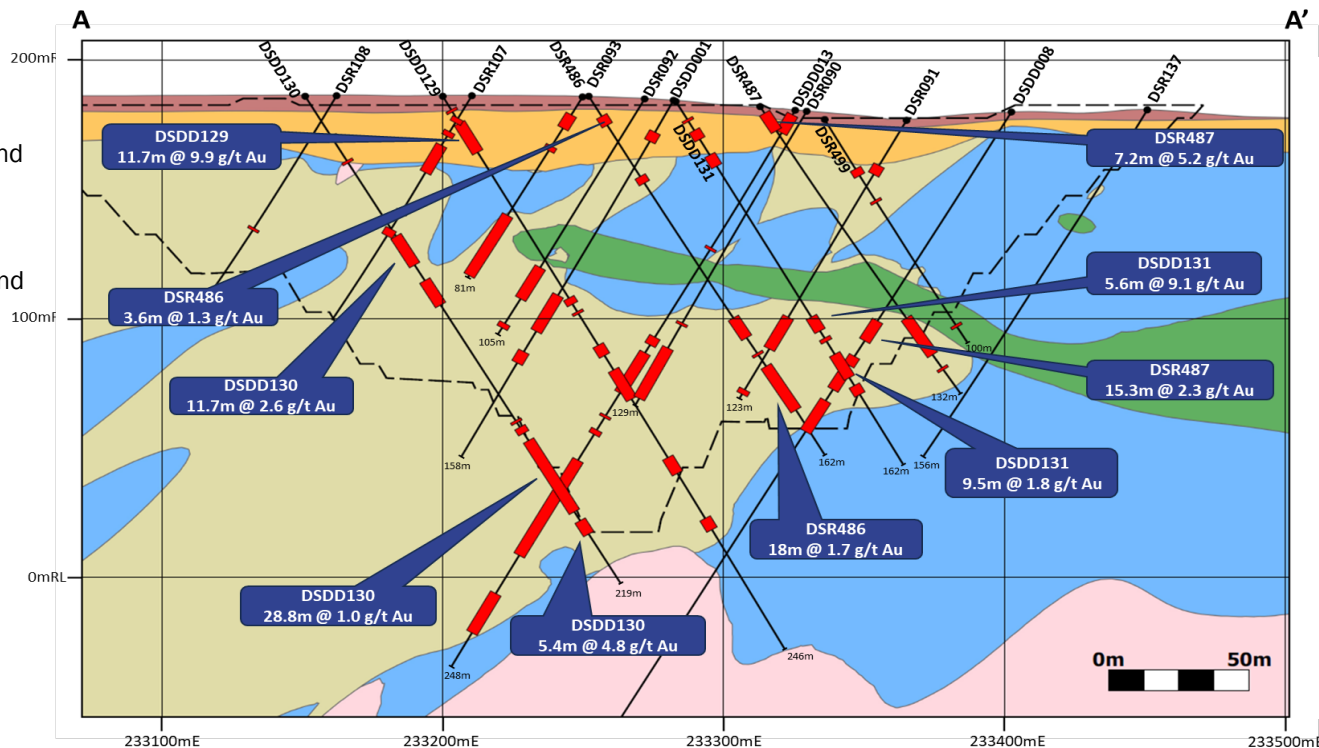 A
A’
200mR
DSDD130
DSR108
DSDD129
DSR107
DSR486
DSR093
DSR092
DSDD001
DSR487
DSDD013
DSR090
DSR091
DSDD008
DSR137
DSDD131
DSR499
nd
DSDD129
11.7m @ 9.9 g/t Au
DSR487
7.2m @ 5.2 g/t Au
nd
DSR486
3.6m @ 1.3 g/t Au
DSDD131
5.6m @ 9.1 g/t Au
81m
100mR
105m
100m
DSDD130
11.7m @ 2.6 g/t Au
DSR487
15.3m @ 2.3 g/t Au
129m
123m
132m
158m
162m
162m
156m
DSDD131
9.5m @ 1.8 g/t Au
DSR486
18m @ 1.7 g/t Au
0mRL
219m
DSDD130
28.8m @ 1.0 g/t Au
DSDD130
5.4m @ 4.8 g/t Au
246m
248m
0m
50m
233100mE
233200mE
233300mE
233400mE
233500mE